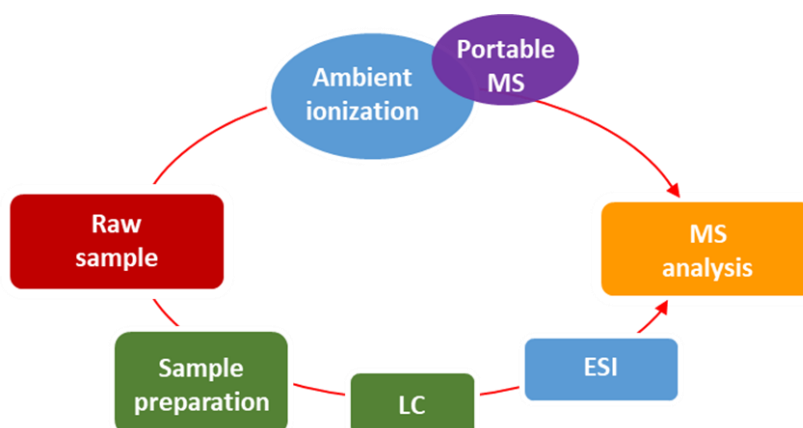 Ambient
ionization
Portable
MS
Raw
sample
MS
analysis
Sample
preparation
LC
ESI